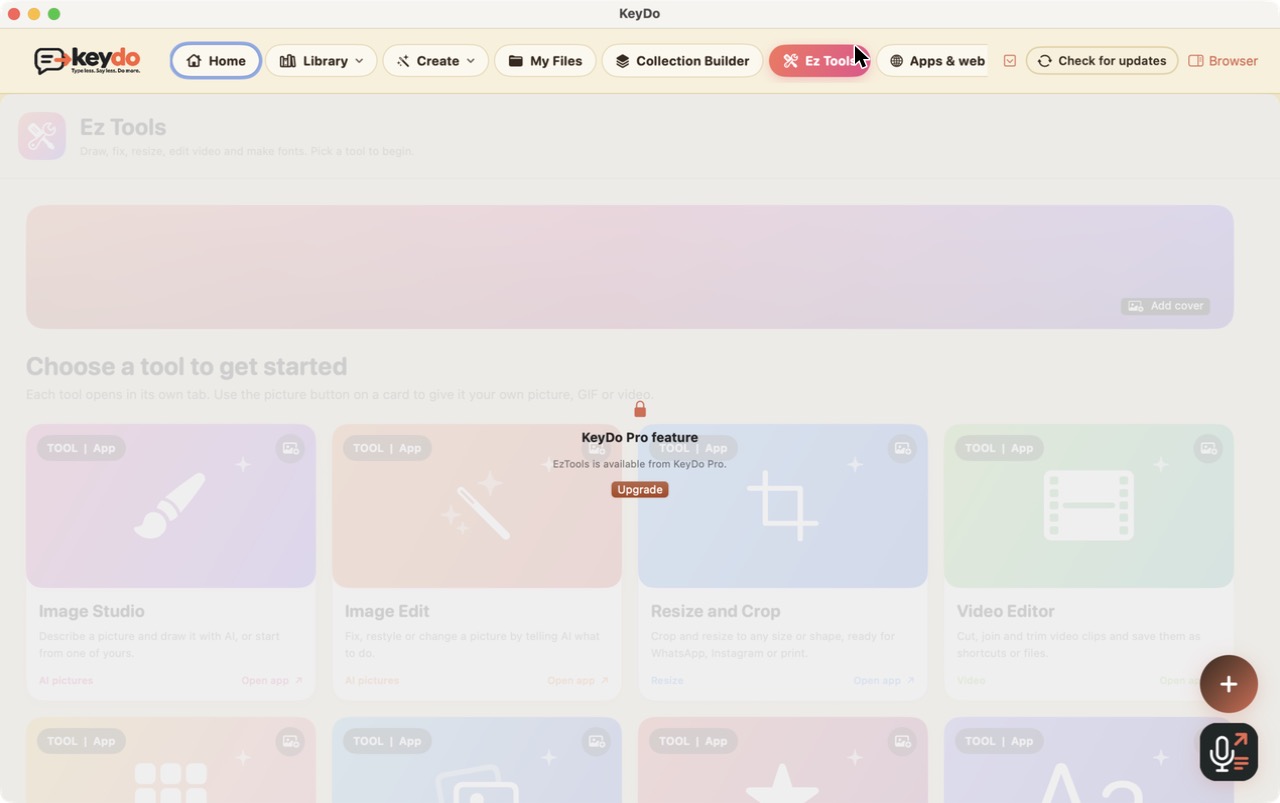 KeyDo
keydo
Type less. Say less. Do more.
Home
Library
Create
My Files
Collection Builder
Ez Tools
Apps & web
Check for updates
Browser
Ez Tools
Draw, fix, resize, edit video and make fonts. Pick a tool to begin.
Add cover
Choose a tool to get started
Each tool opens in its own tab. Use the picture button on a card to give it your own picture, GIF or video.
KeyDo Pro feature
EzTools is available from KeyDo Pro.
Upgrade
TOOL | App
TOOL | App
TOOL | App
TOOL | App
Image Studio
Describe a picture and draw it with AI, or start
from one of yours.
AI pictures
Open app
Image Edit
Fix, restyle or change a picture by telling AI what
to do.
AI pictures
Open app
Resize and Crop
Crop and resize to any size or shape, ready for
WhatsApp, Instagram or print.
Resize
Open app
Video Editor
Cut, join and trim video clips and save them as
shortcuts or files.
Video
Open
TOOL | App
TOOL | App
TOOL | App
TOOL | App